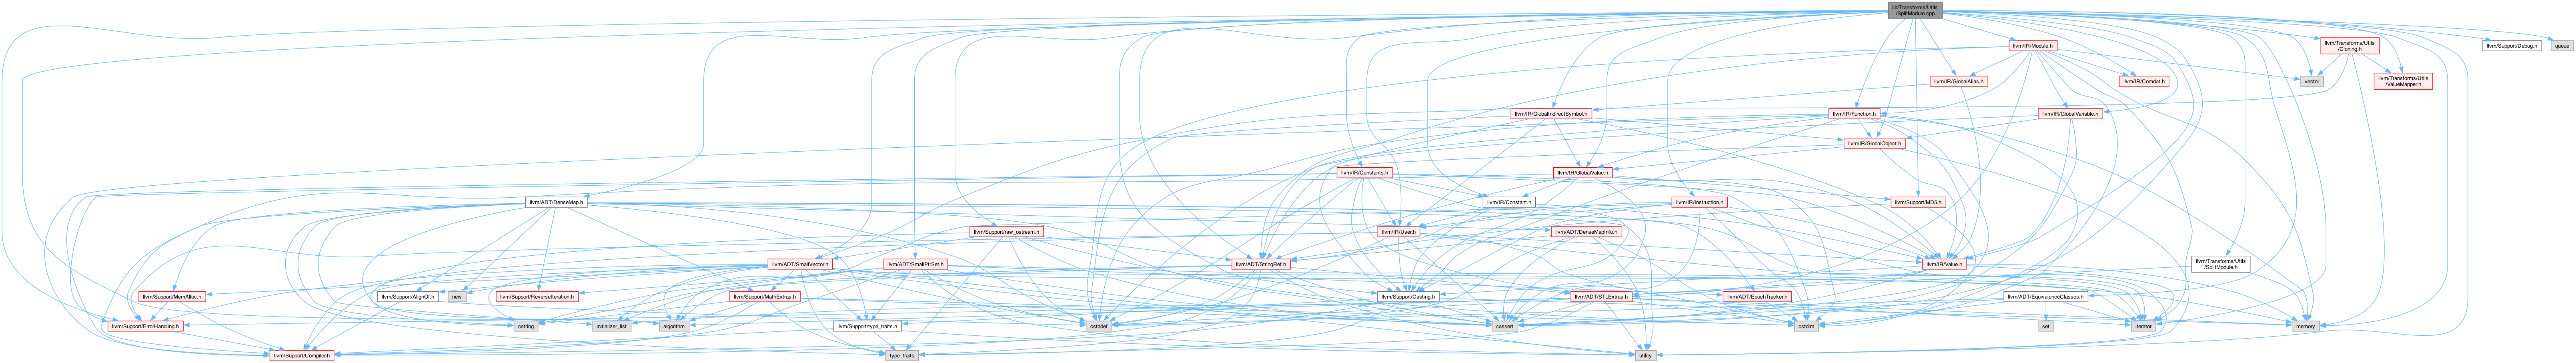 lib/Transforms/Utils
/SplitModule.cpp
llvm/IR/Module.h
llvm/Transforms/Utils
/Cloning.h
llvm/Support/Debug.h
queue
llvm/IR/GlobalAlias.h
llvm/IR/Comdat.h
vector
llvm/Transforms/Utils
/ValueMapper.h
llvm/IR/GlobalIndirectSymbol.h
llvm/IR/Function.h
llvm/IR/GlobalVariable.h
llvm/IR/GlobalObject.h
llvm/IR/Constants.h
llvm/IR/GlobalValue.h
llvm/ADT/DenseMap.h
llvm/IR/Constant.h
llvm/IR/Instruction.h
llvm/Support/MD5.h
llvm/Support/raw_ostream.h
llvm/IR/User.h
llvm/ADT/DenseMapInfo.h
llvm/ADT/SmallVector.h
llvm/ADT/SmallPtrSet.h
llvm/ADT/StringRef.h
llvm/IR/Value.h
llvm/Transforms/Utils
/SplitModule.h
llvm/Support/MemAlloc.h
llvm/Support/AlignOf.h
new
llvm/Support/ReverseIteration.h
llvm/Support/MathExtras.h
llvm/Support/Casting.h
llvm/ADT/STLExtras.h
llvm/ADT/EpochTracker.h
llvm/ADT/EquivalenceClasses.h
llvm/Support/ErrorHandling.h
cstring
initializer_list
algorithm
llvm/Support/type_traits.h
cstddef
cassert
cstdint
set
iterator
memory
llvm/Support/Compiler.h
type_traits
utility